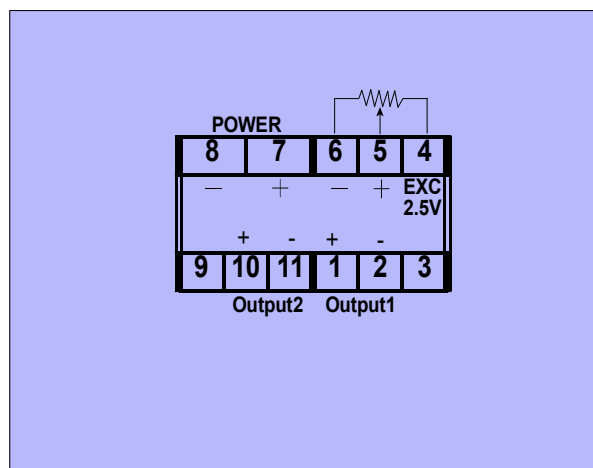 POWER
8 7 6 5 4
— + — + EXC
2.5V
+ - + -
9 10 11 1 2 3
Output2 Output1